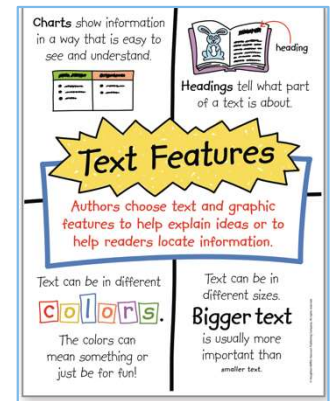 Charts show information
in a way that is easy to
see and understand.
heading
Headings tell what part
of a text is about.
Text Features
Authors choose text and graphic
features to help explain ideas or to
help readers locate information.
Text can be in different
colors.
The colors can
mean something or
just be for fun!
Text can be in
different sizes.
Bigger text
is usually more
important than
smaller text.